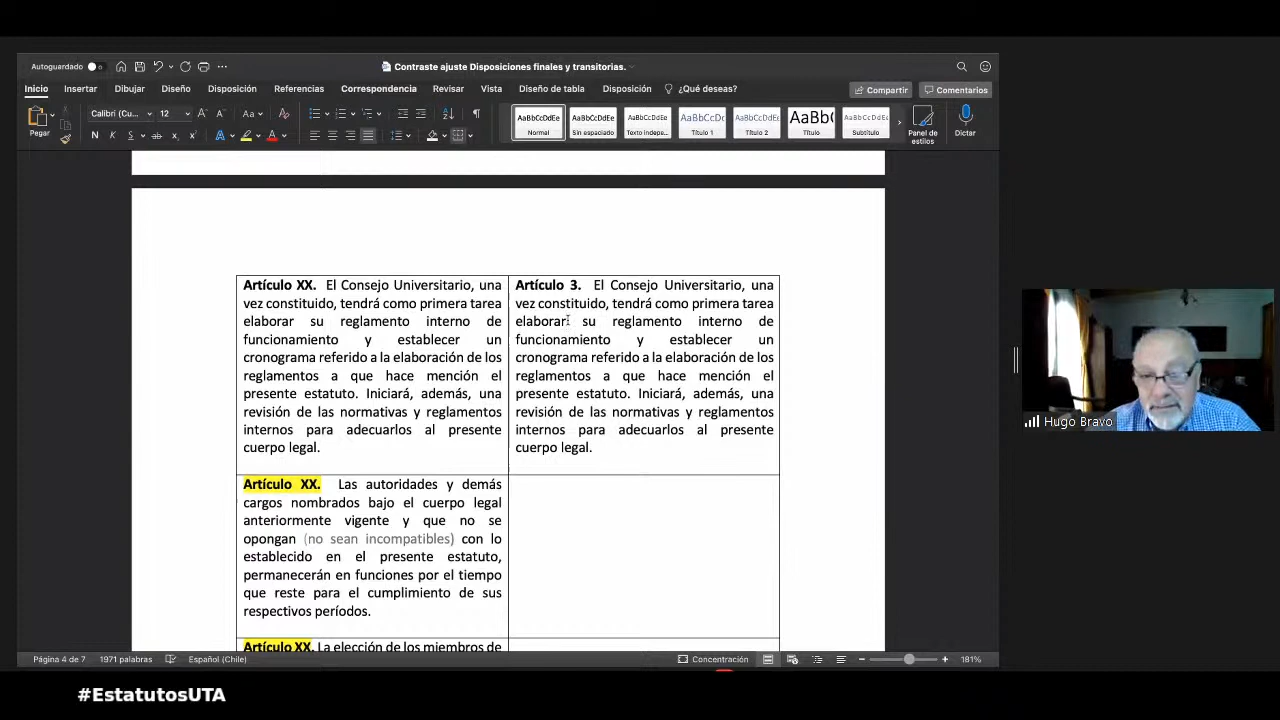 Autoguardado
Contraste ajuste Disposiciones finales y transitorias.
Inicio Insertar Dibujar Diseño Disposición Referencias Correspondencia Revisar Vista Diseño de tabla Disposición ¿Qué deseas? Compartir Comentarios
Pegar
Calibri (Cu... 12
N K S ab x x
AaBbCcDdEe AaBbCcDdEe AaBbCcDdEe AaBbCcDc AaBbCcDdE AaBb( AaBbCcDdEe
Normal Sin espaciado Texto indepe... Título 1 Título 2 Título Subtítulo
Panel de estilos
Dictar
Artículo XX. El Consejo Universitario, una
vez constituido, tendrá como primera tarea
elaborar su reglamento interno de
funcionamiento y establecer un
cronograma referido a la elaboración de los
reglamentos a que hace mención el
presente estatuto. Iniciará, además, una
revisión de las normativas y reglamentos
internos para adecuarlos al presente
cuerpo legal.
Artículo 3. El Consejo Universitario, una
vez constituido, tendrá como primera tarea
elaborar su reglamento interno de
funcionamiento y establecer un
cronograma referido a la elaboración de los
reglamentos a que hace mención el
presente estatuto. Iniciará, además, una
revisión de las normativas y reglamentos
internos para adecuarlos al presente
cuerpo legal.
Artículo XX. Las autoridades y demás
cargos nombrados bajo el cuerpo legal
anteriormente vigente y que no se
opongan (no sean incompatibles) con lo
establecido en el presente estatuto,
permanecerán en funciones por el tiempo
que reste para el cumplimiento de sus
respectivos períodos.
Artículo XX. La elección de los miembros de
Página 4 de 7 1971 palabras Español (Chile) Concentración 181%
Hugo Bravo
#EstatutosUTA